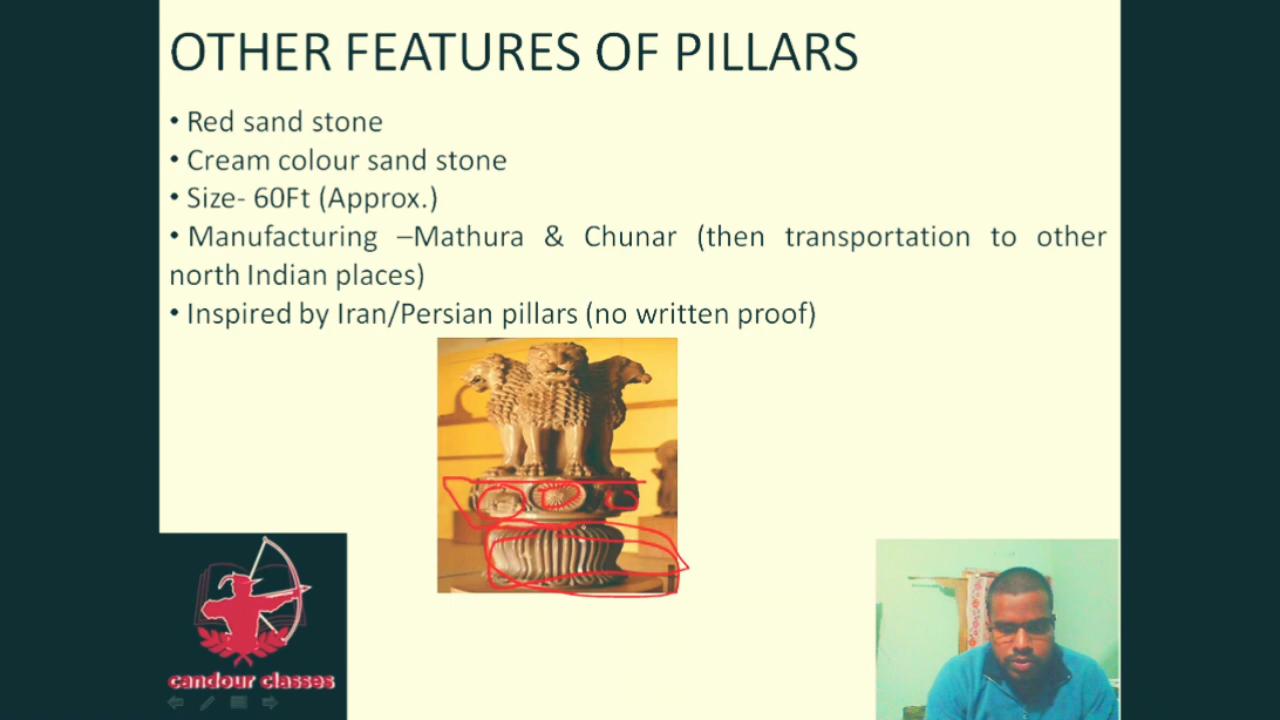 OTHER FEATURES OF PILLARS
• Red sand stone
• Cream colour sand stone
• Size- 60Ft (Approx.)
• Manufacturing –Mathura & Chunar (then transportation to other
north Indian places)
• Inspired by Iran/Persian pillars (no written proof)
candour classes